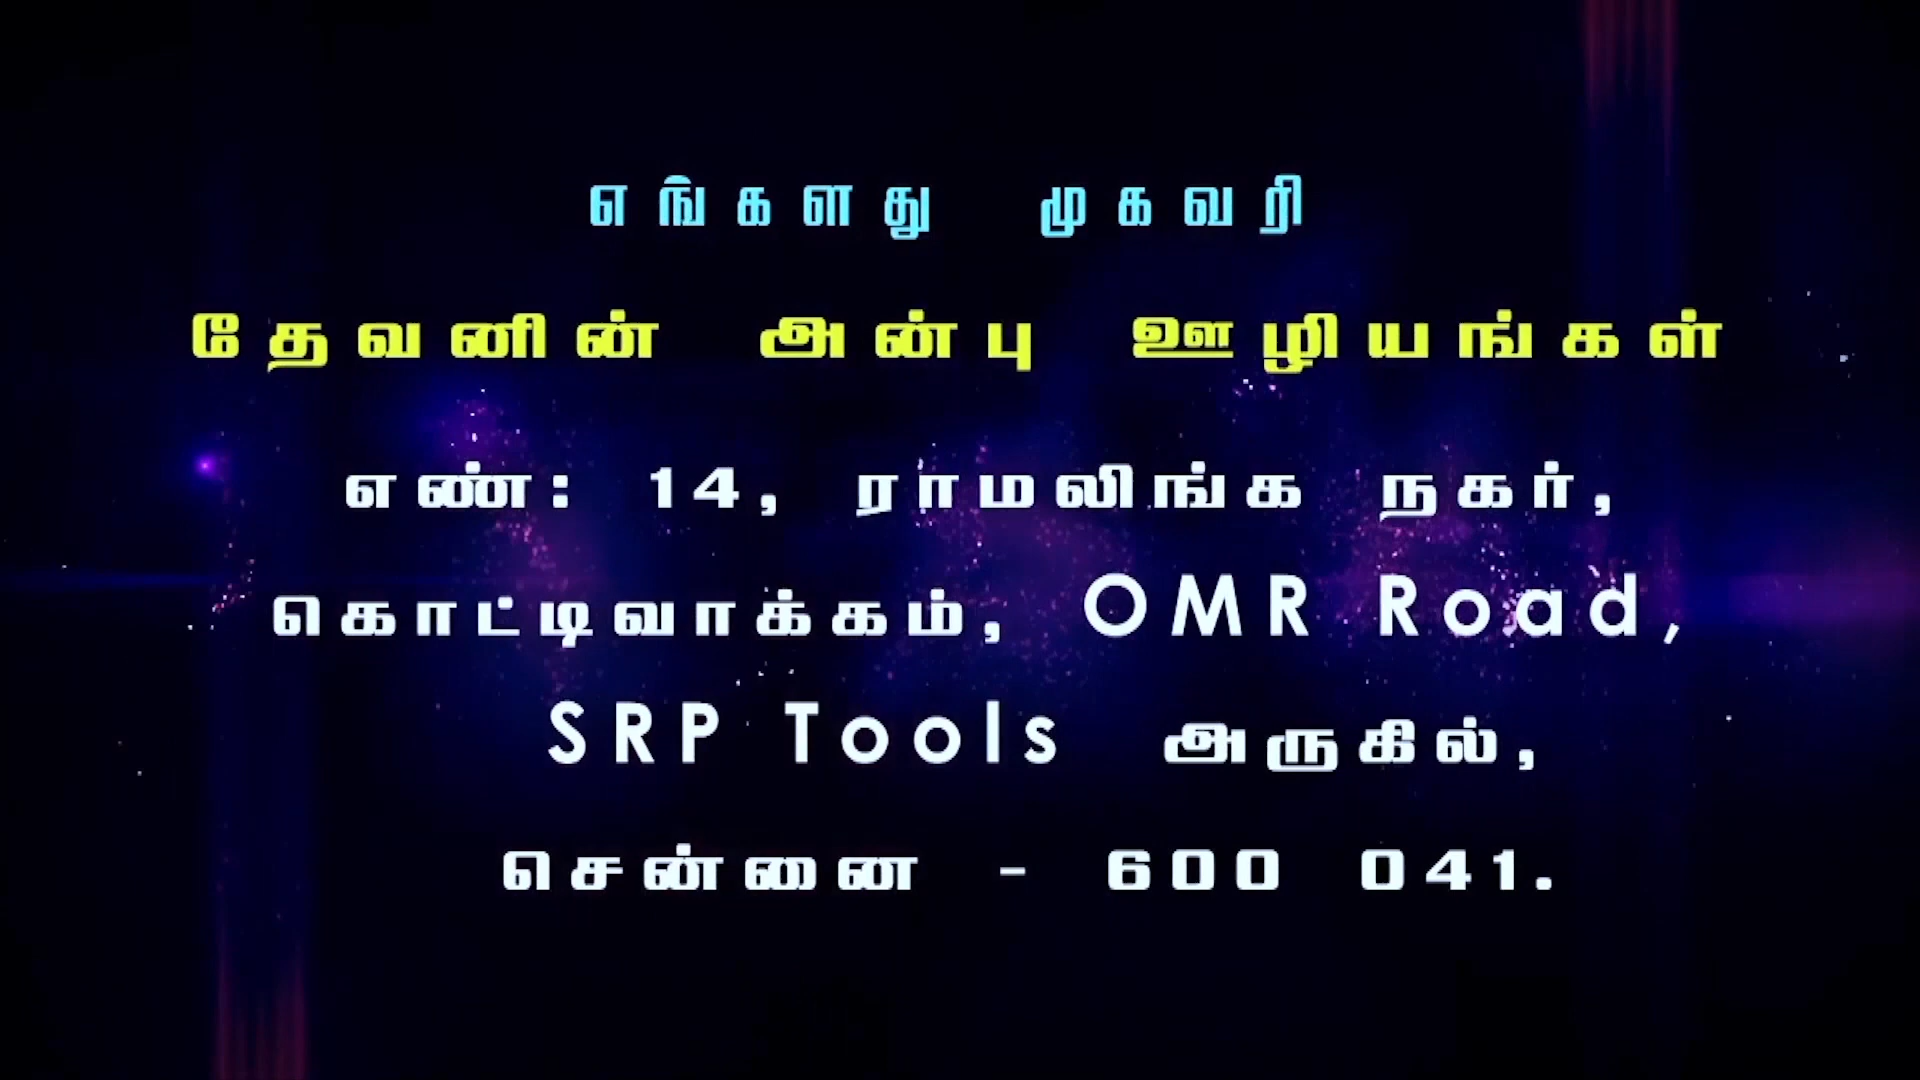 எங்களது முகவரி
தேவனின் அன்பு ஊழியங்கள்
எண்: 14, ராமலிங்க நகர்,
கொட்டிவாக்கம், OMR Road,
SRP Tools அருகில்,
சென்னை - 600 041.